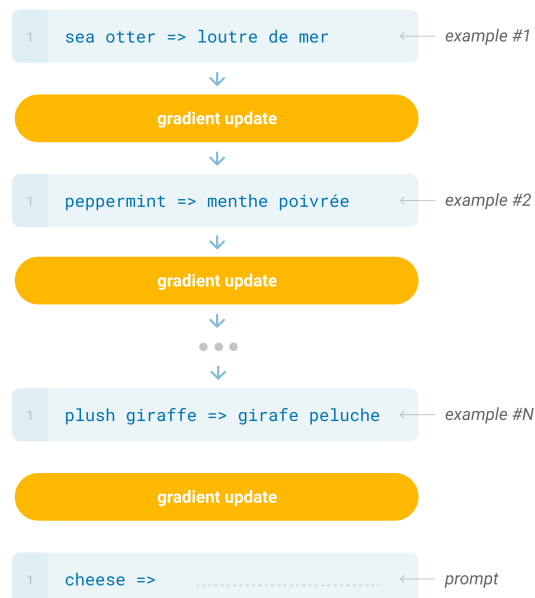 1 sea otter => loutre de mer example #1
gradient update
1 peppermint => menthe poivrée example #2
gradient update
1 plush giraffe => girafe peluche example #N
gradient update
1 cheese => prompt